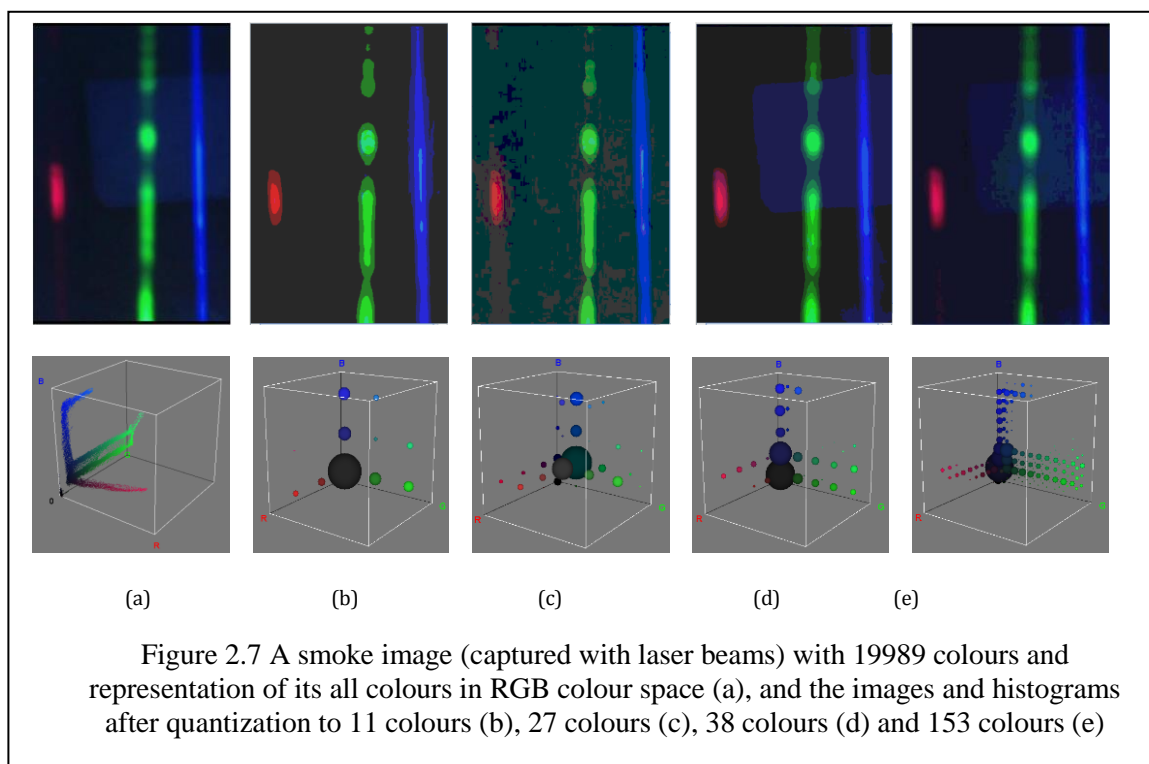 B
0
R
B
R
G
B
R
G
B
R
G
B
R
G
(a)
(b)
(c)
(d)
(e)
Figure 2.7 A smoke image (captured with laser beams) with 19989 colours and
representation of its all colours in RGB colour space (a), and the images and histograms
after quantization to 11 colours (b), 27 colours (c), 38 colours (d) and 153 colours (e)